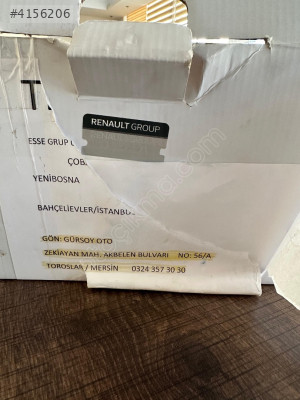 #4156206
T
RENAULT GROUP
ESSE GRUP
ÇOB
YENİBOSNA
BAHÇELİEVLER/İSTANBU
GÖN: GÜRSOY OTO
ZEKİAYAN MAH. AKBELEN BULVARI NO: 56/A
TOROSLAR / MERSİN 0324 357 30 30